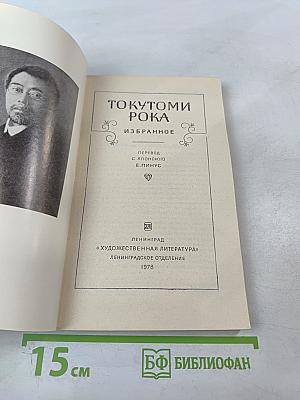 ТОКУТОМИ
РОКА
ИЗБРАННОЕ
ПЕРЕВОД
С ЯПОНСКОГО
Е. ПИНУС
ЛЕНИНГРАД
«ХУДОЖЕСТВЕННАЯ ЛИТЕРАТУРА»
ЛЕНИНГРАДСКОЕ ОТДЕЛЕНИЕ
1978
15 см
БФ БИБЛИОФАН